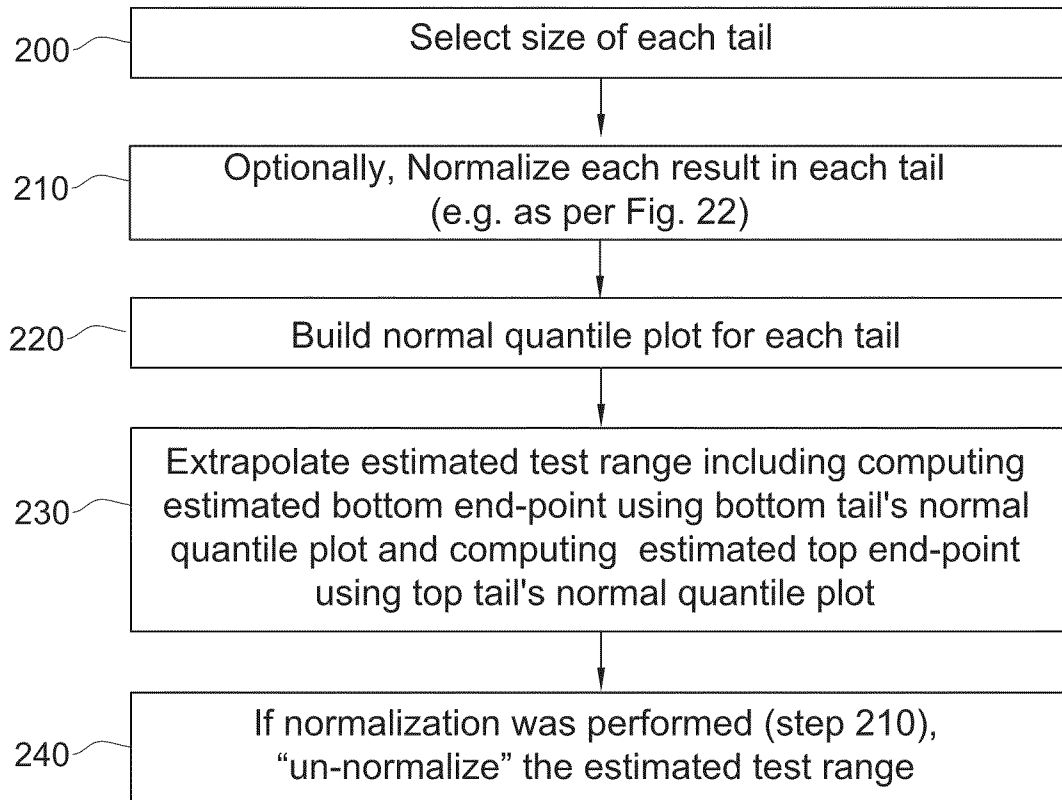 200
Select size of each tail
210
Optionally, Normalize each result in each tail
(e.g. as per Fig. 22)
220
Build normal quantile plot for each tail
230
Extrapolate estimated test range including computing
estimated bottom end-point using bottom tail's normal
quantile plot and computing estimated top end-point
using top tail's normal quantile plot
240
If normalization was performed (step 210),
“un-normalize” the estimated test range